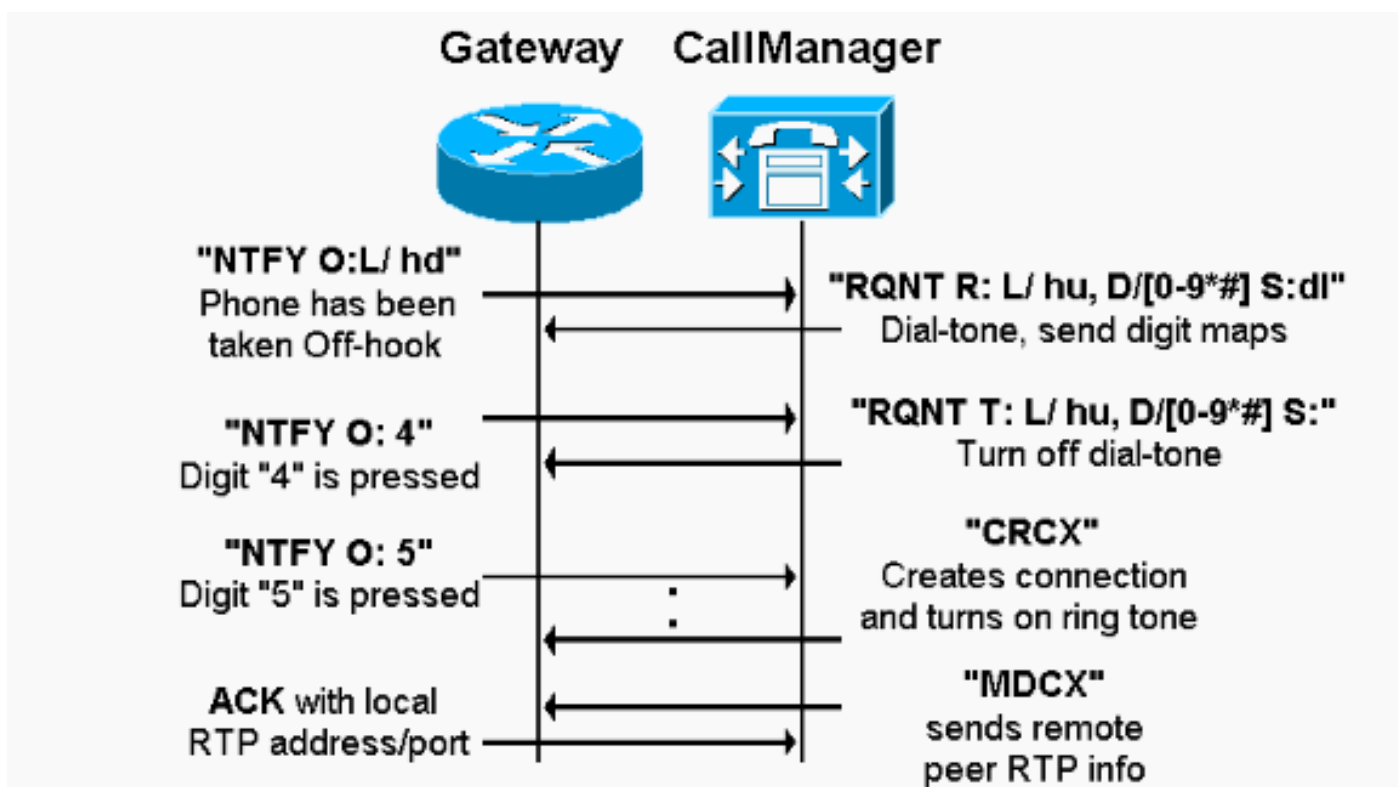 Gateway CallManager
"NTFY O:L/ hd"
Phone has been
taken Off-hook
"RQNT R: L/ hu, D/[0-9*#] S:dl"
Dial-tone, send digit maps
"NTFY O: 4"
Digit "4" is pressed
"RQNT T: L/ hu, D/[0-9*#] S:"
Turn off dial-tone
"NTFY O: 5"
Digit "5" is pressed
:
"CRCX"
Creates connection
and turns on ring tone
ACK with local
RTP address/port
"MDCX"
sends remote
peer RTP info